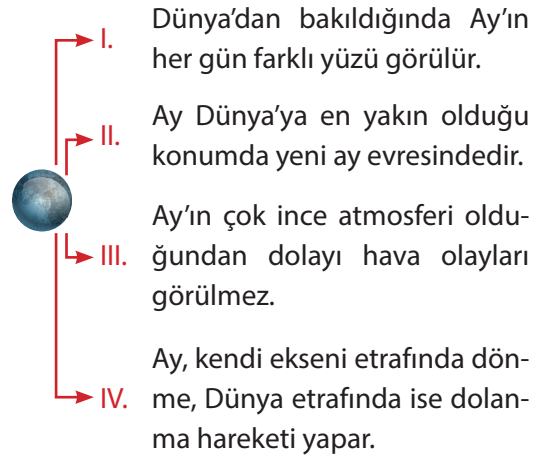 I. Dünya'dan bakıldığında Ay'ın
her gün farklı yüzü görülür.
II. Ay Dünya'ya en yakın olduğu
konumda yeni ay evresindedir.
III. Ay'ın çok ince atmosferi oldu-
ğundan dolayı hava olayları
görülmez.
IV. Ay, kendi ekseni etrafında dön-
me, Dünya etrafında ise dolan-
ma hareketi yapar.